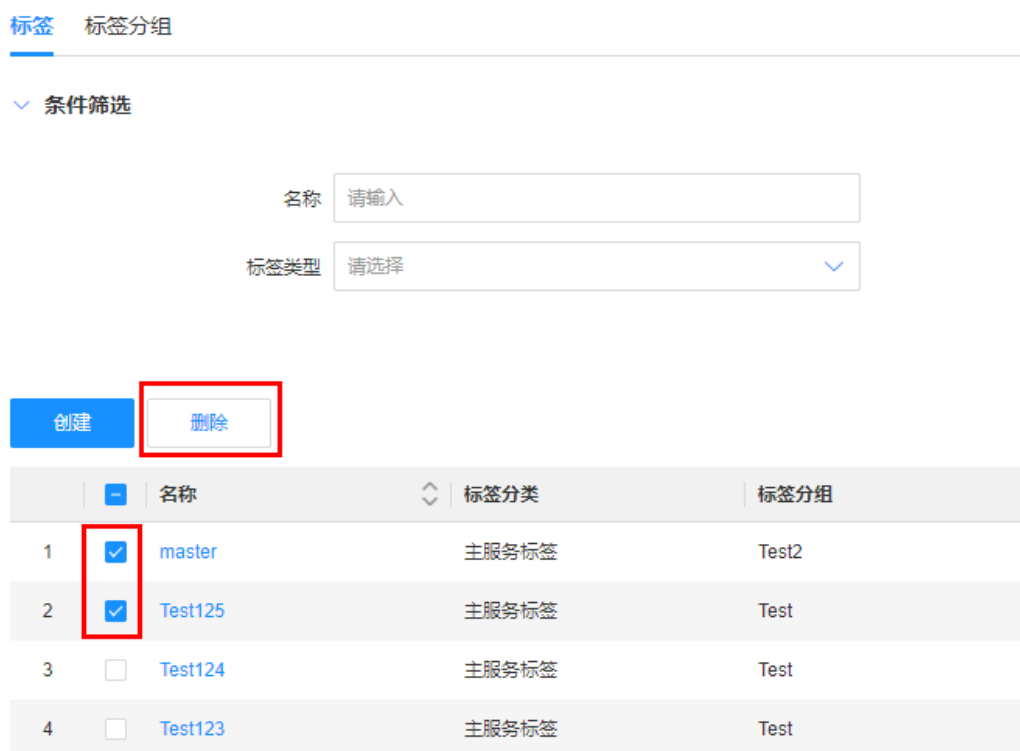 标签 标签分组
条件筛选
名称 请输入
标签类型 请选择
创建 删除
名称 标签分类 标签分组
1 master 主服务标签 Test2
2 Test125 主服务标签 Test
3 Test124 主服务标签 Test
4 Test123 主服务标签 Test